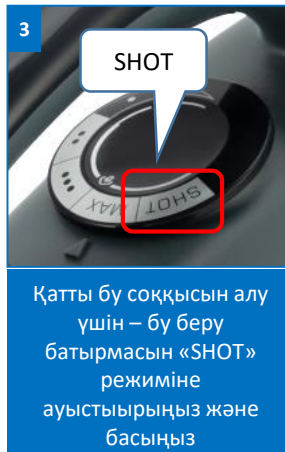 3
SHOT
SHOT
MAX
Қатты бу соққысын алу
үшін – бу беру
батырмасын «SHOT»
режиміне
ауыстыырыңыз және
басыңыз